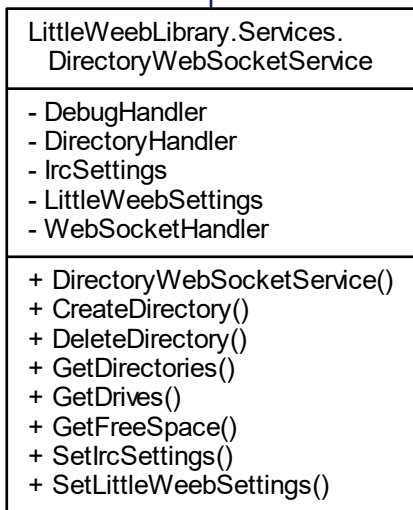 LittleWeebLibrary.Services.
DirectoryWebSocketService
- DebugHandler
- DirectoryHandler
- IrcSettings
- LittleWeebSettings
- WebSocketHandler
+ DirectoryWebSocketService()
+ CreateDirectory()
+ DeleteDirectory()
+ GetDirectories()
+ GetDrives()
+ GetFreeSpace()
+ SetIrcSettings()
+ SetLittleWeebSettings()